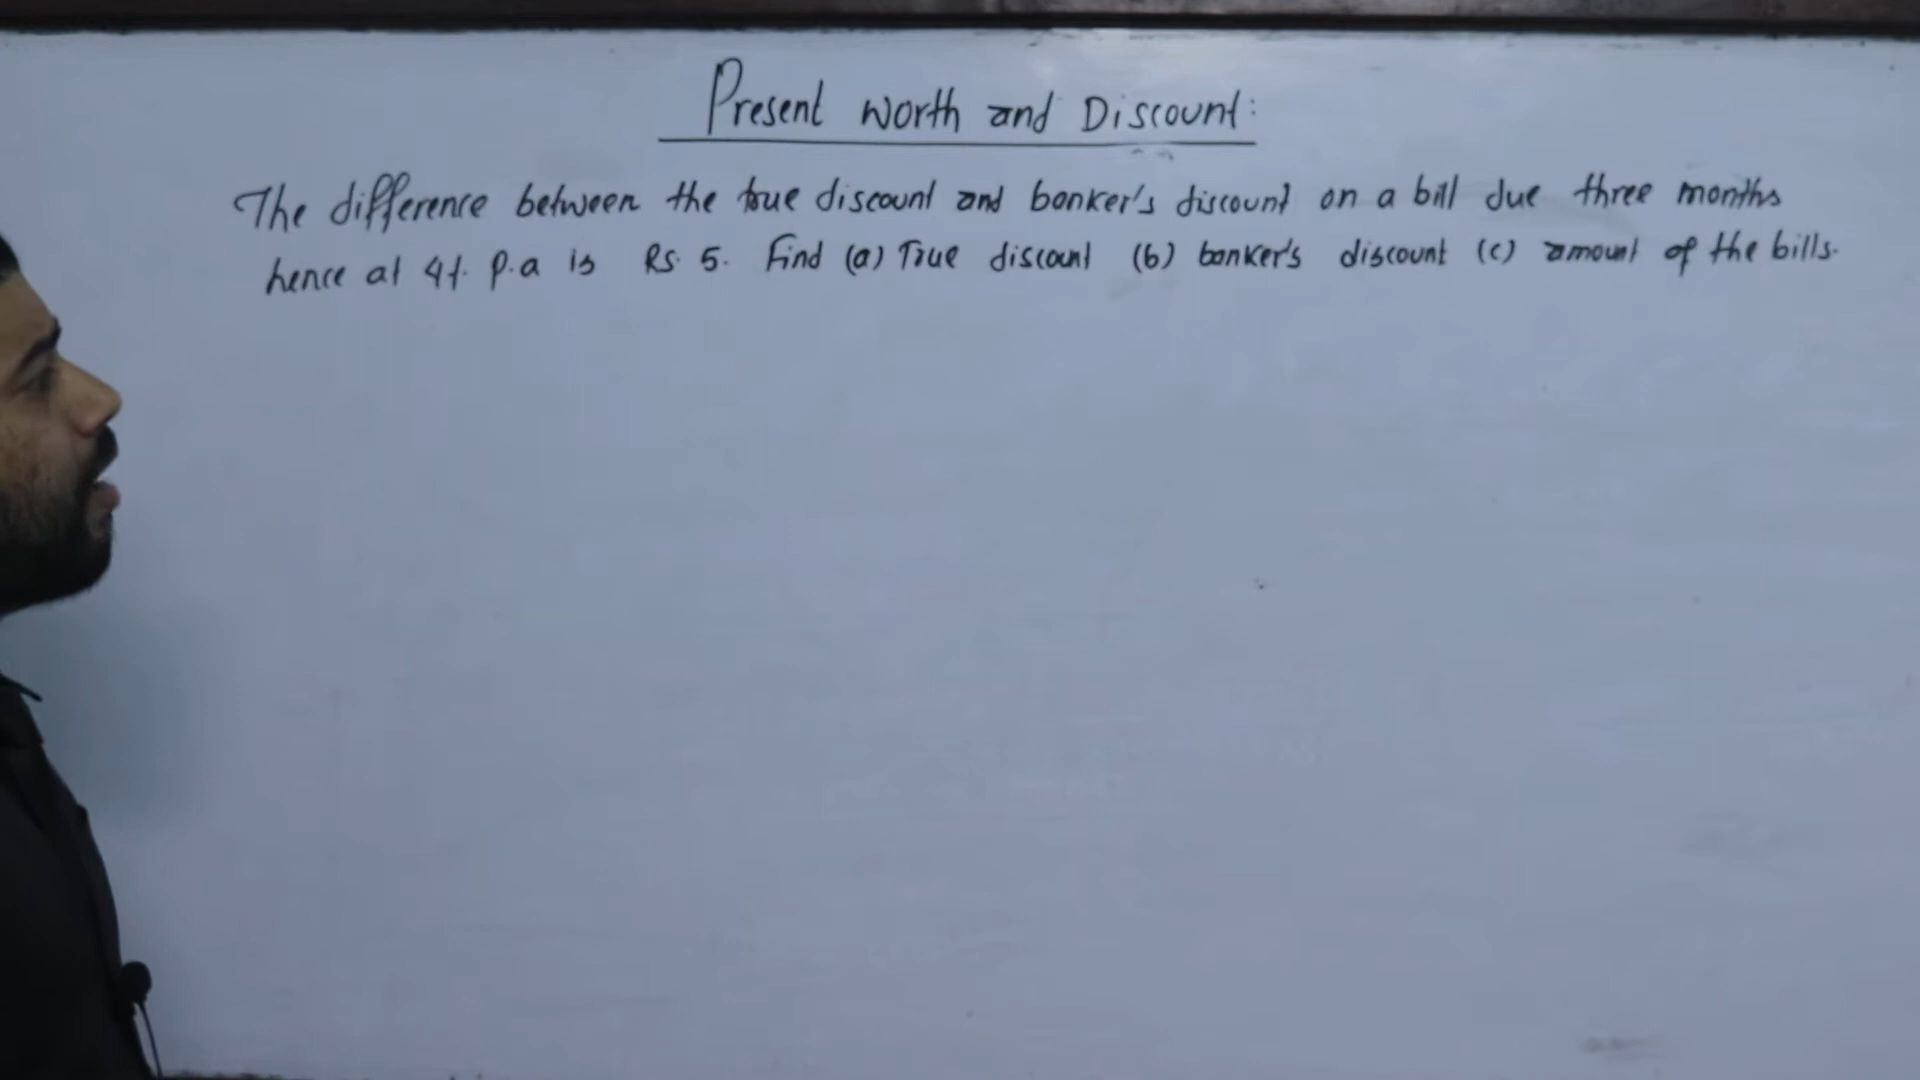 Present worth and Discount:
The difference between the true discount and banker's discount on a bill due three months
hence at 4%. P.a is Rs. 5. Find (a) True discount (b) banker's discount (c) amount of the bills.